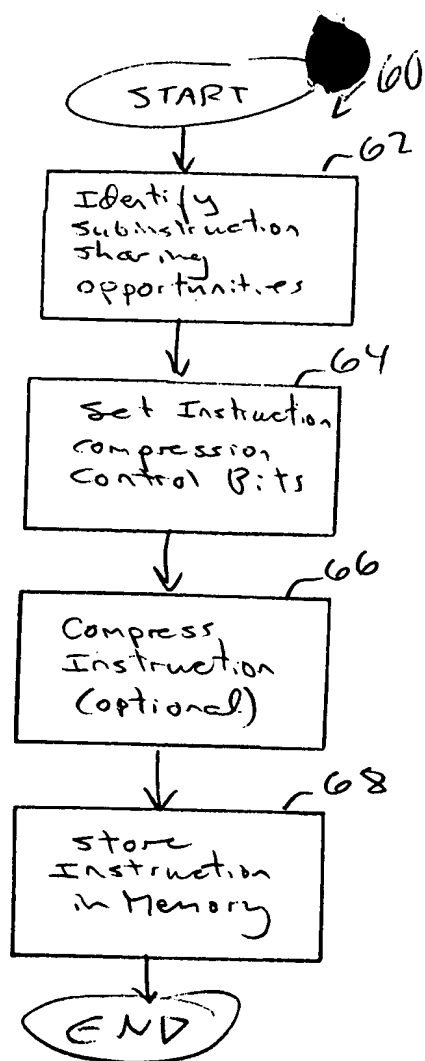 60
START
62
Identify
subinstruction
sharing
opportunities
64
Set Instruction
compression
Control Bits
66
Compress
Instruction
(optional)
68
store
Instruction
in Memory
END